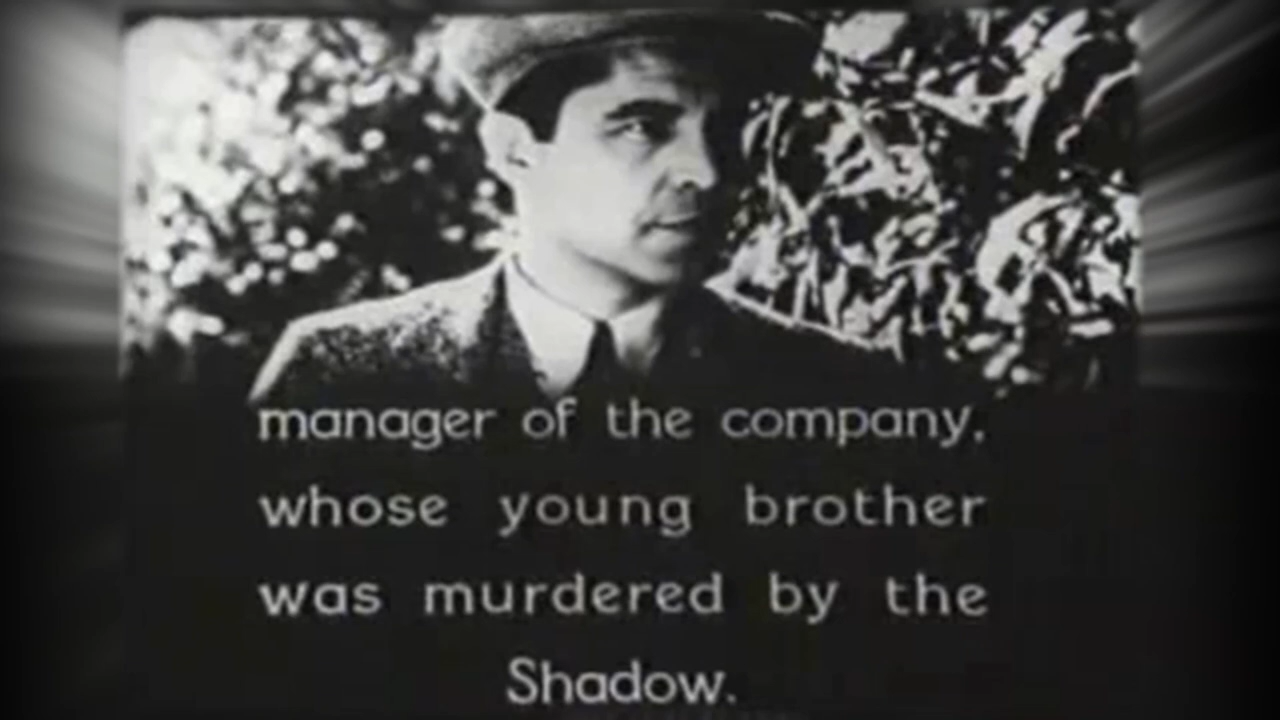 manager of the company,
whose young brother
was murdered by the
Shadow.